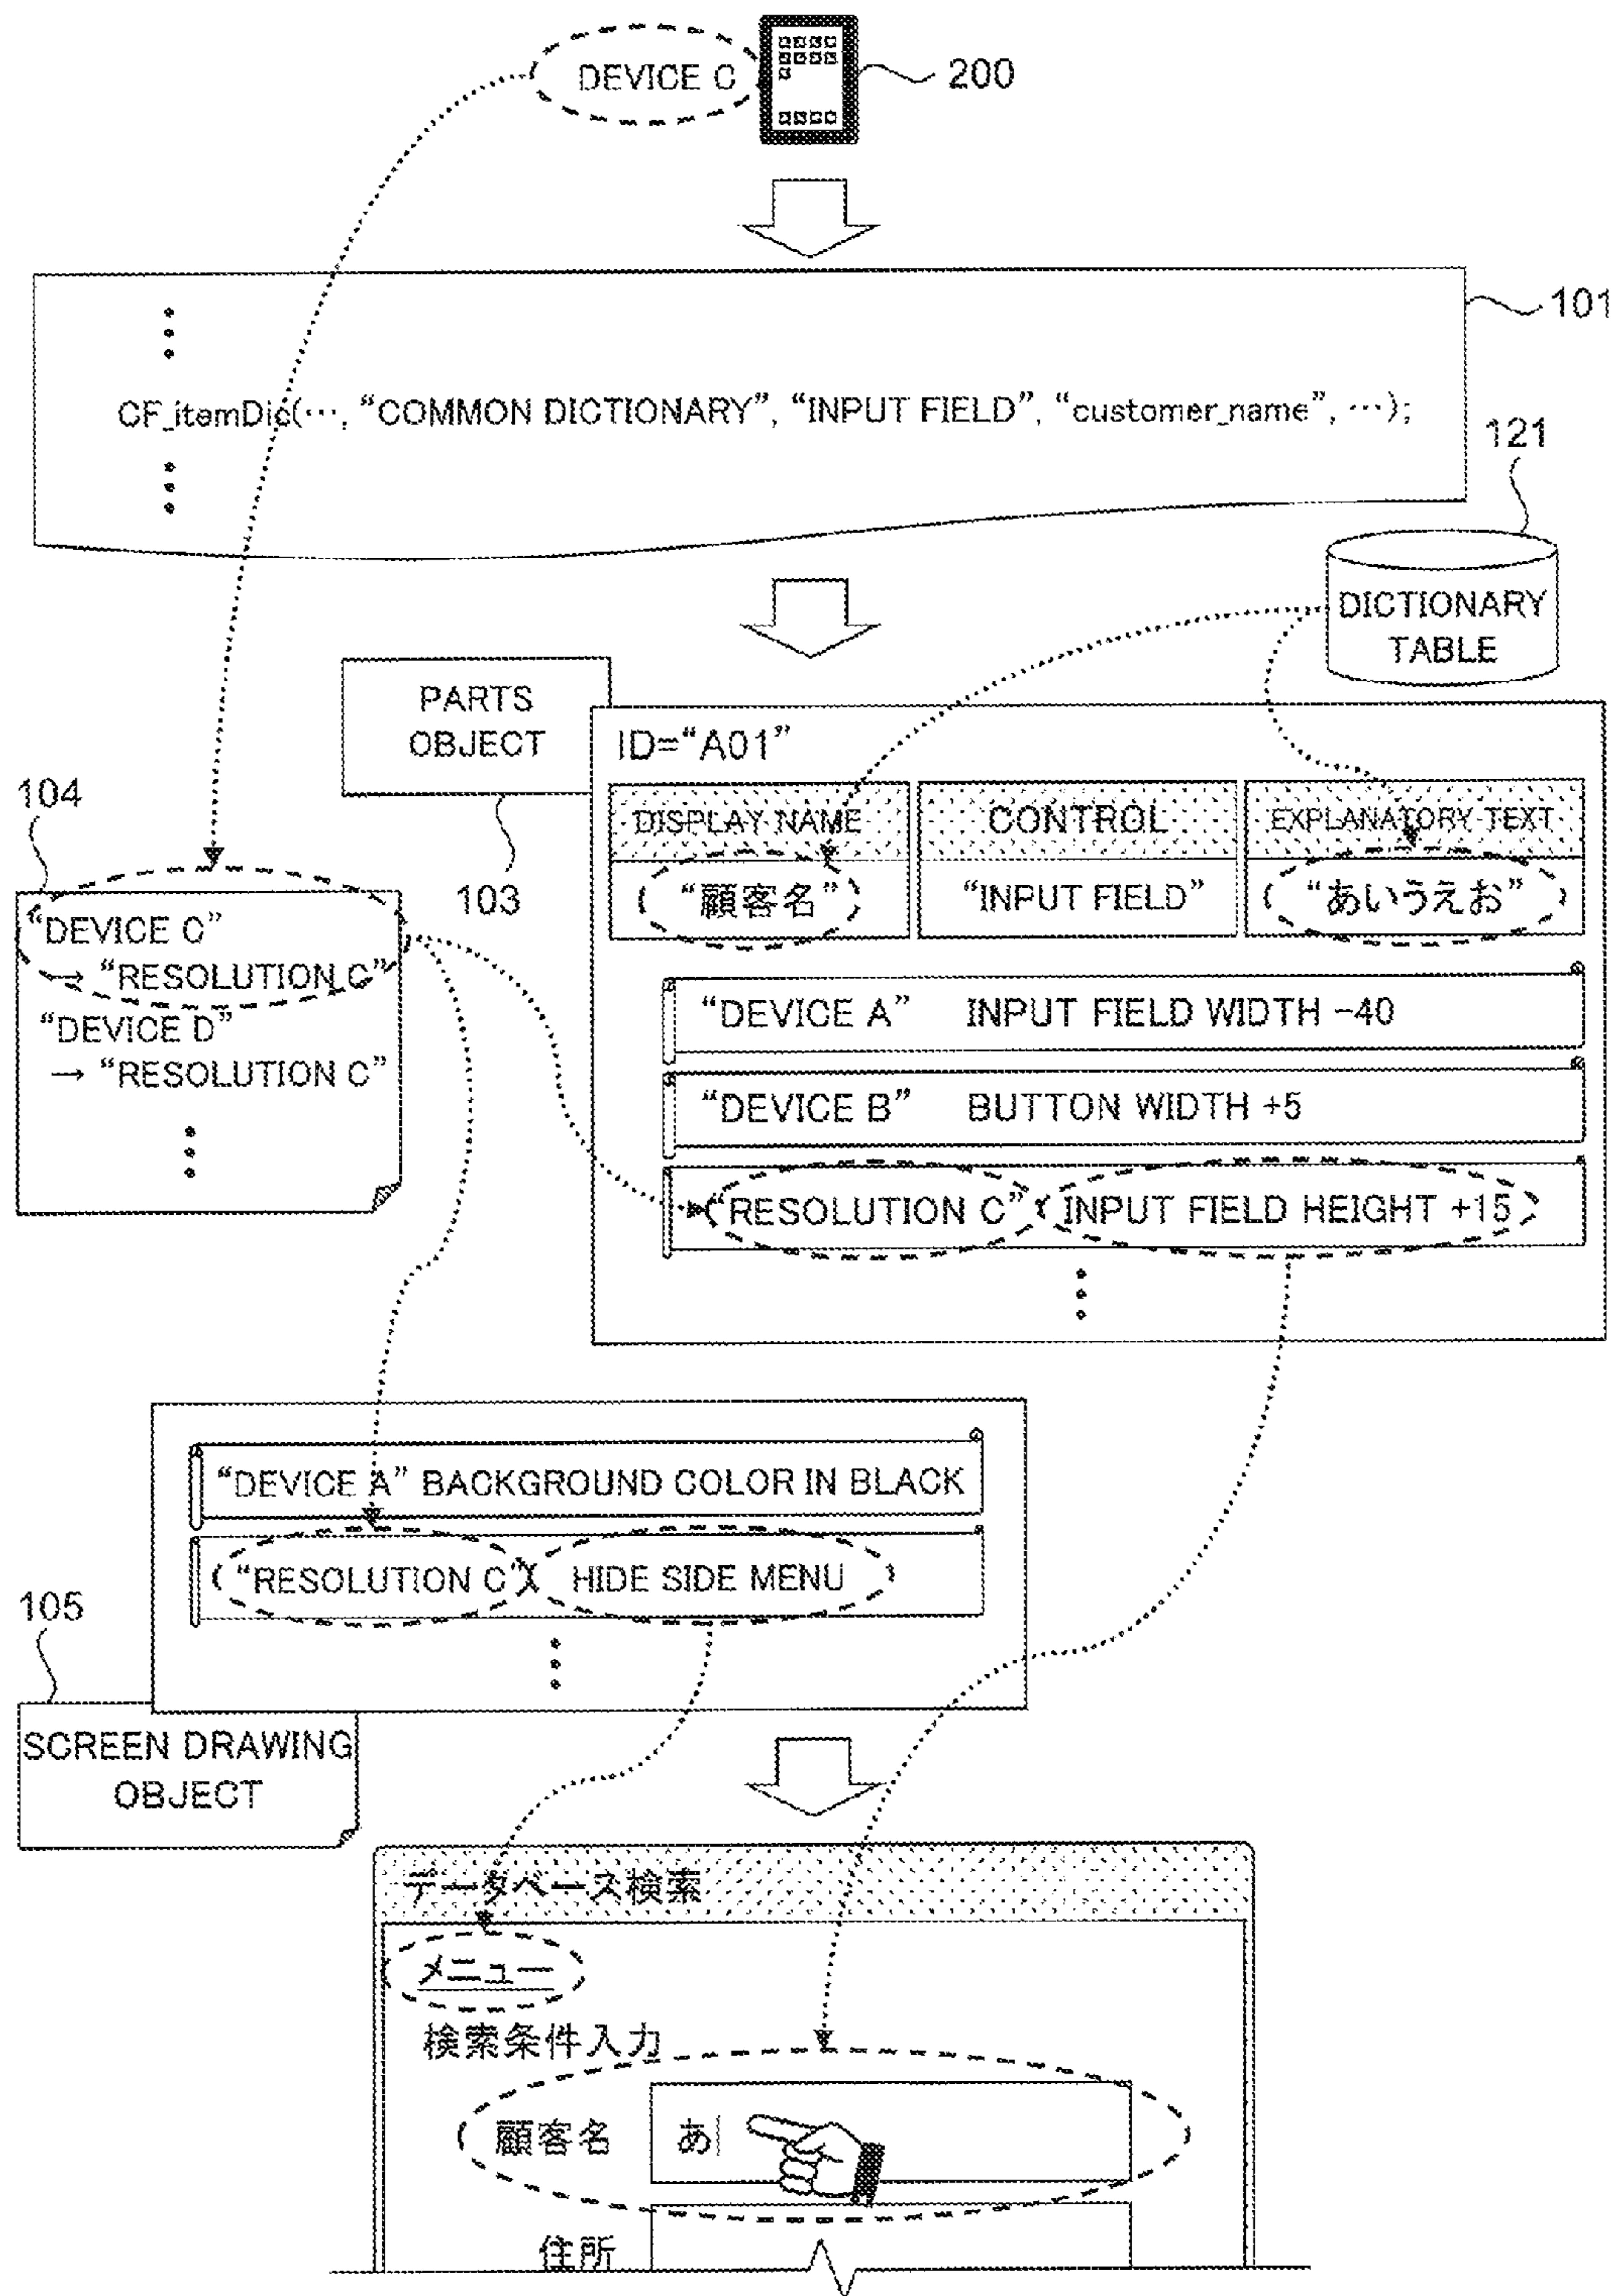 DEVICE C
200
101
CF_itemDic(…, “COMMON DICTIONARY”, “INPUT FIELD”, “customer_name”, …);
121
DICTIONARY
TABLE
PARTS
OBJECT
103
ID=“A01”
DISPLAY NAME
CONTROL
EXPLANATORY TEXT
“顧客名”
“INPUT FIELD”
“あいうえお”
104
“DEVICE C”
→ “RESOLUTION C”
“DEVICE D”
→ “RESOLUTION C”
“DEVICE A” INPUT FIELD WIDTH −40
“DEVICE B” BUTTON WIDTH +5
“RESOLUTION C” INPUT FIELD HEIGHT +15
“DEVICE A” BACKGROUND COLOR IN BLACK
“RESOLUTION C” HIDE SIDE MENU
105
SCREEN DRAWING
OBJECT
データベース検索
メニュー
検索条件入力
顧客名
あ
住所